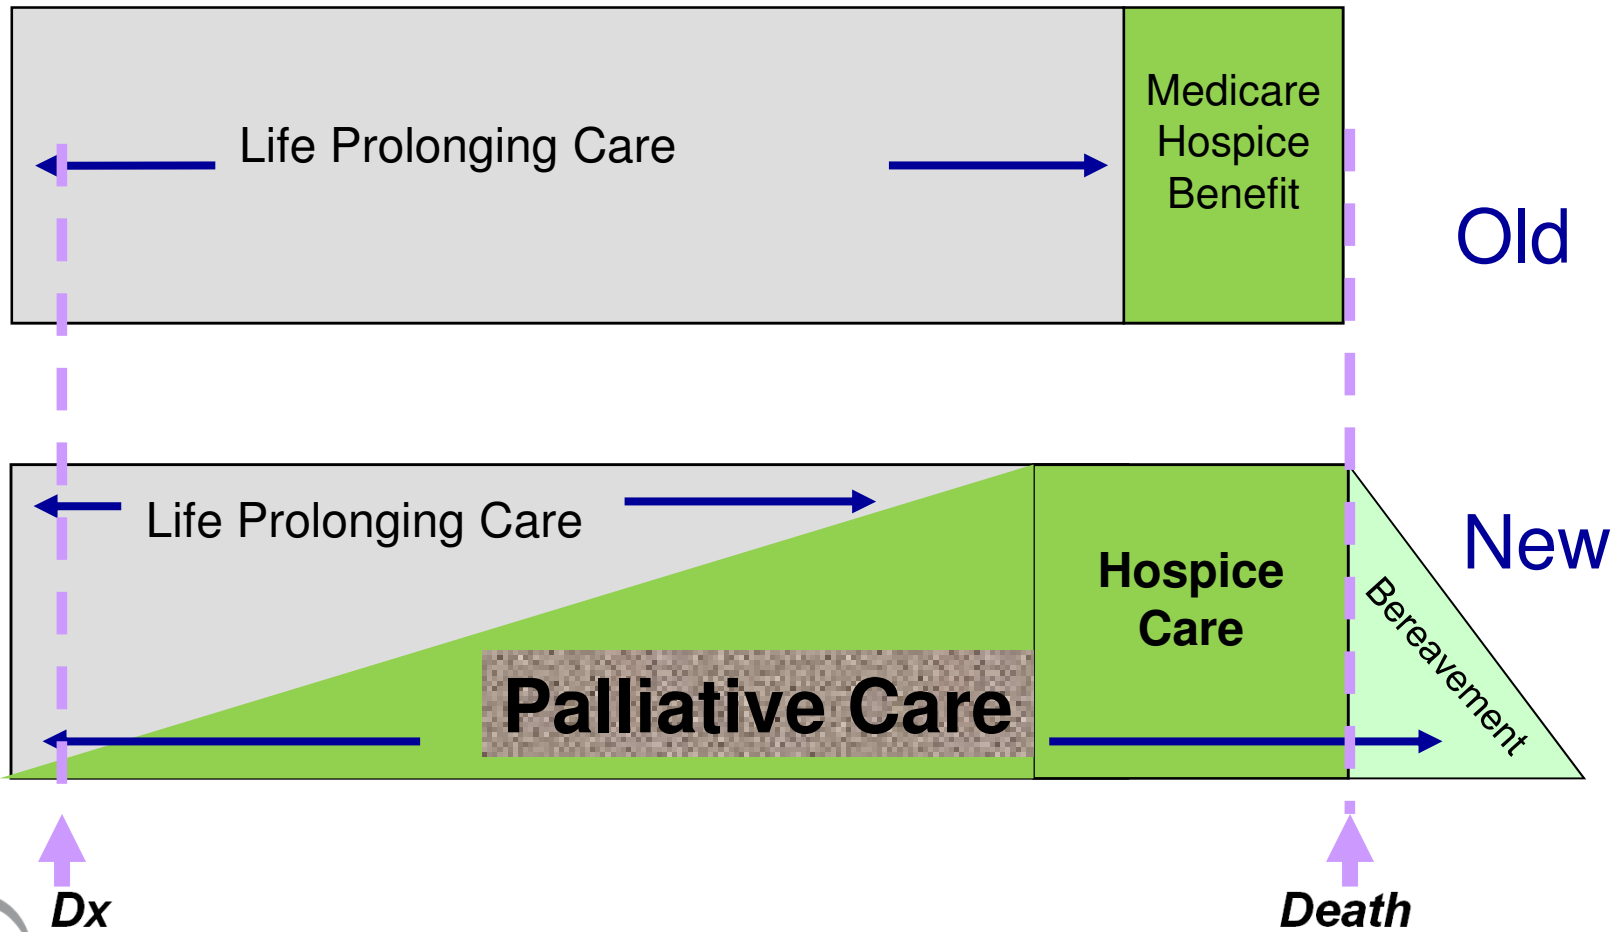 Life Prolonging Care
Medicare
Hospice
Benefit
Old
Life Prolonging Care
New
Hospice
Care
Bereavement
Palliative Care
Dx
Death